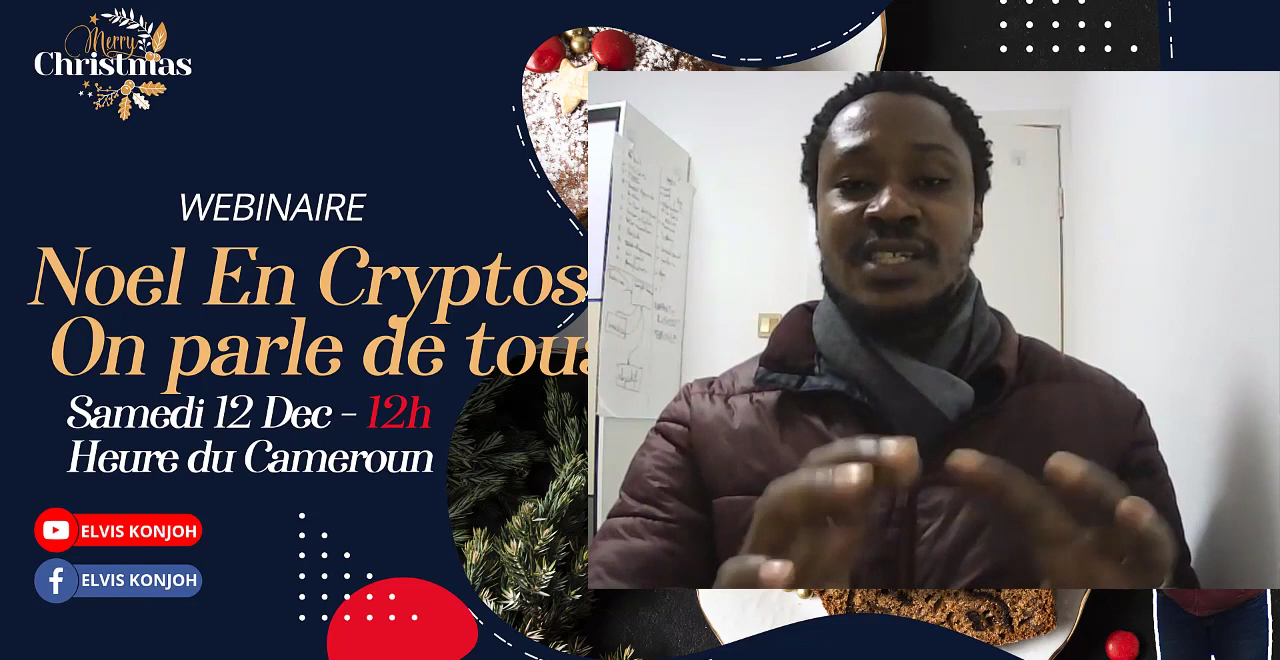 Merry
Christmas
WEBINAIRE
Noel En Cryptos
On parle de tous
Samedi 12 Dec - 12h
Heure du Cameroun
ELVIS KONJOH
ELVIS KONJOH